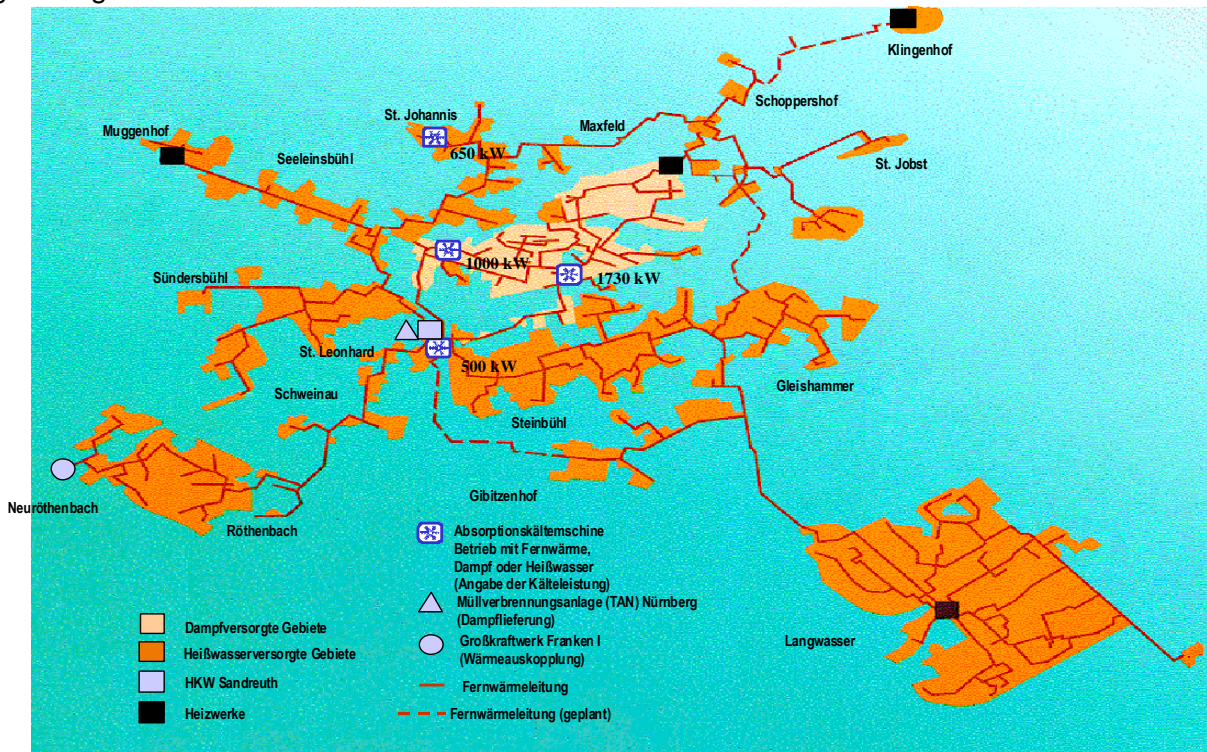 Klingenhof
Schoppershof
St. Johannis
Maxfeld
Muggenhof
Seeleinsbühl
650 kW
St. Jobst
1000 kW
1730 kW
Sündersbühl
St. Leonhard
500 kW
Gleishammer
Schweinau
Steinbühl
Gibitzenhof
Neuröthenbach
Röthenbach
Absorptionskältemschine
Betrieb mit Fernwärme,
Dampf oder Heißwasser
(Angabe der Kälteleistung)
Müllverbrennungsanlage (TAN) Nürnberg
(Dampflieferung)
Großkraftwerk Franken I
(Wärmeauskopplung)
Fernwärmeleitung
Fernwärmeleitung (geplant)
Dampfversorgte Gebiete
Heißwasserversorgte Gebiete
HKW Sandreuth
Heizwerke
Langwasser